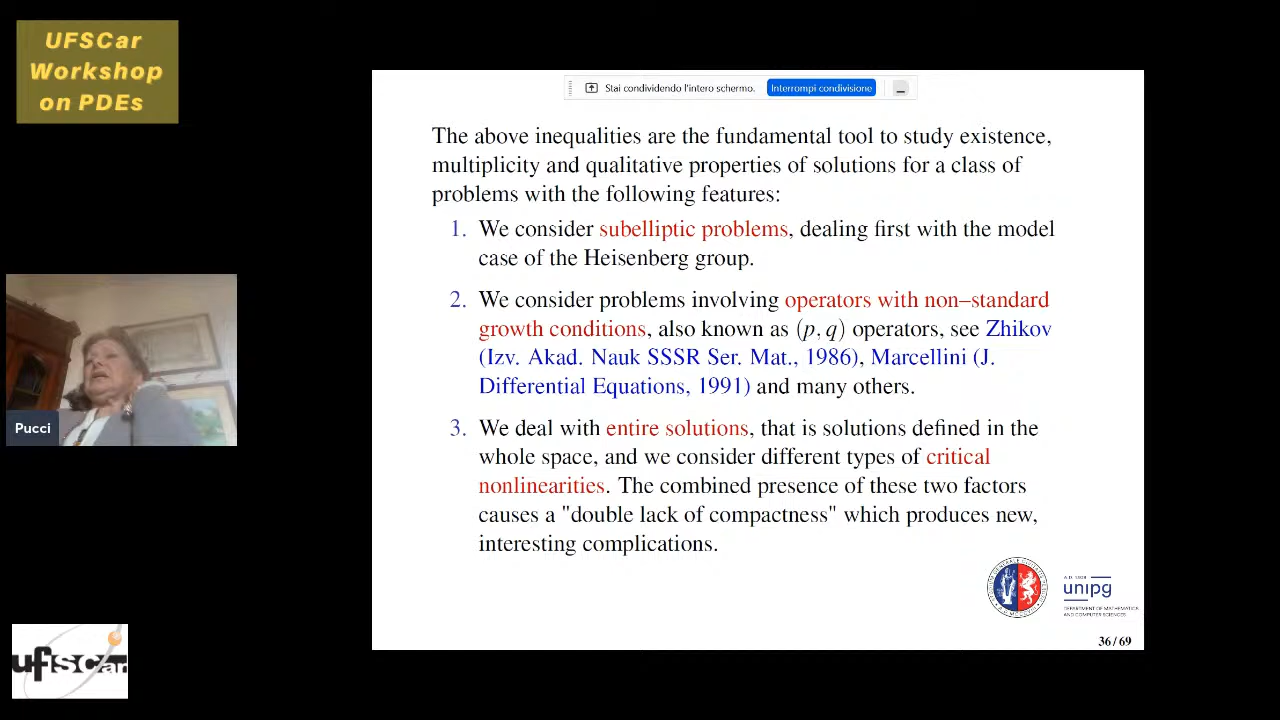 UFSCar
Workshop
on PDEs
Stai condividendo l'intero schermo.
Interrompi condivisione
The above inequalities are the fundamental tool to study existence,
multiplicity and qualitative properties of solutions for a class of
problems with the following features:
1. We consider subelliptic problems, dealing first with the model
case of the Heisenberg group.
2. We consider problems involving operators with non–standard
growth conditions, also known as (p, q) operators, see Zhikov
(Izv. Akad. Nauk SSSR Ser. Mat., 1986), Marcellini (J.
Differential Equations, 1991) and many others.
3. We deal with entire solutions, that is solutions defined in the
whole space, and we consider different types of critical
nonlinearities. The combined presence of these two factors
causes a "double lack of compactness" which produces new,
interesting complications.
Pucci
unipg
DEPARTMENT OF MATHEMATICS
AND COMPUTER SCIENCES
36 / 69
ufscar